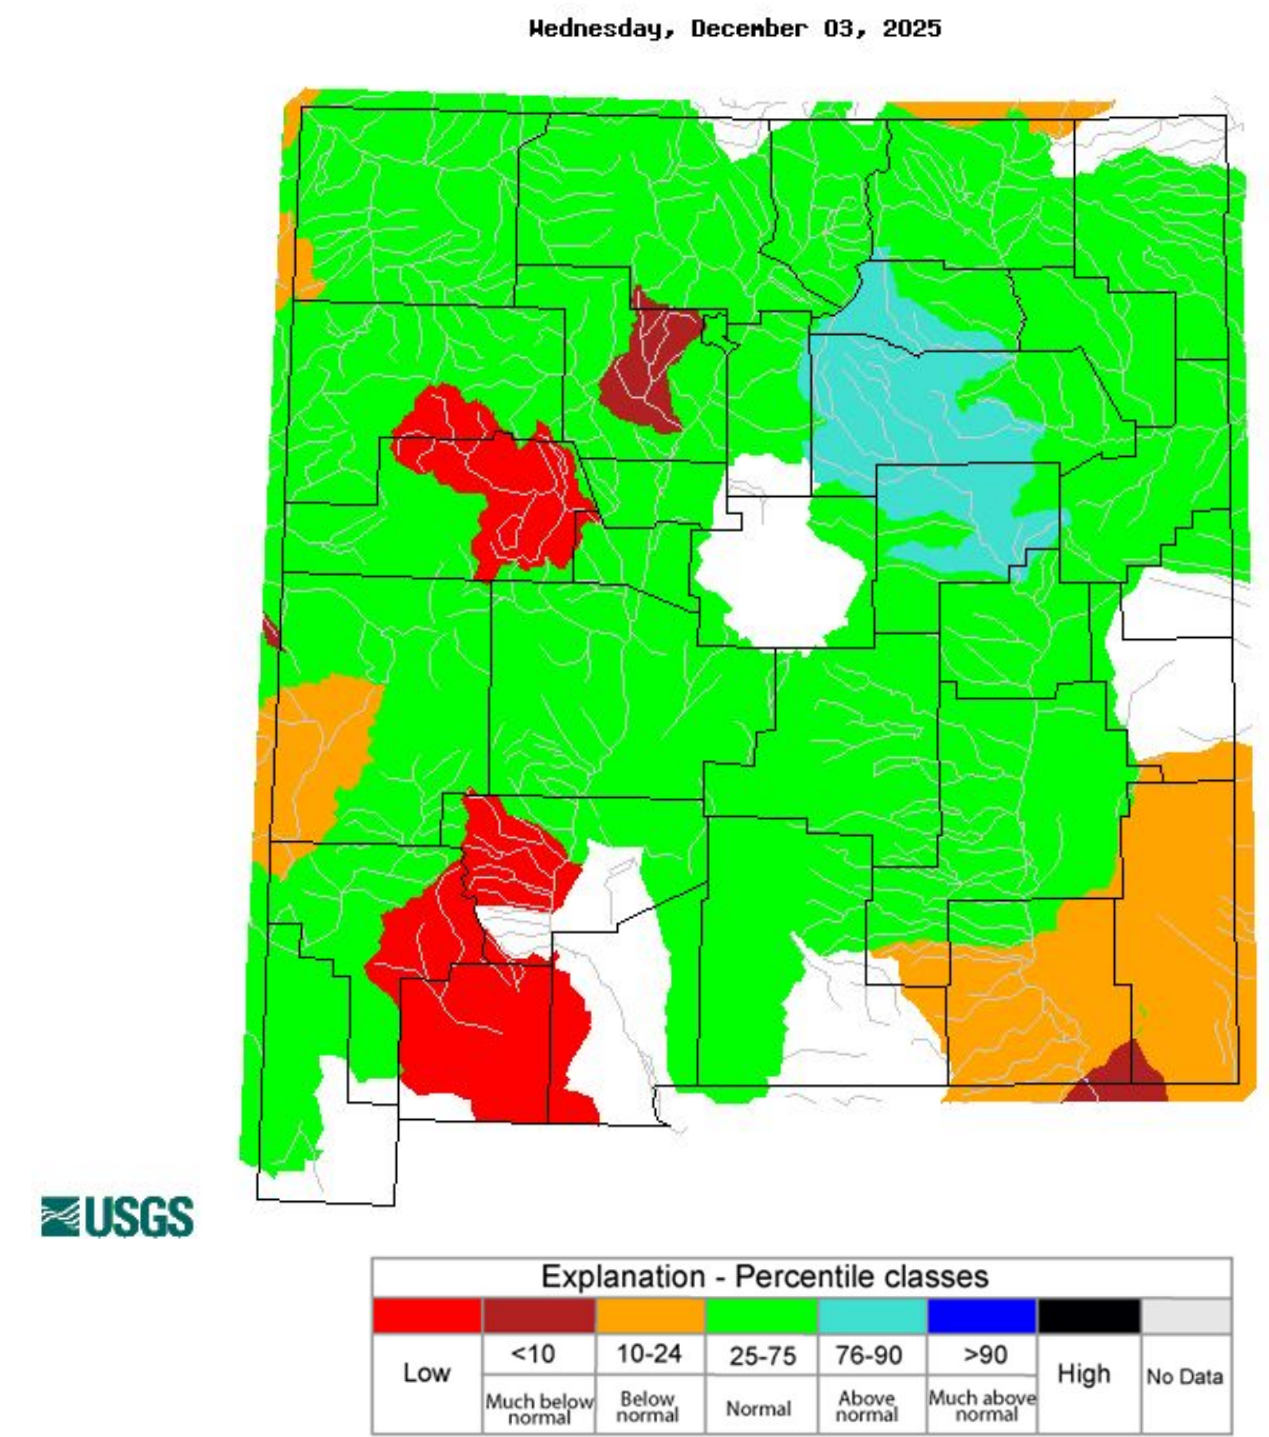 Wednesday, December 03, 2025
USGS
Explanation - Percentile classes
Low
<10
10-24
25-75
76-90
>90
High
No Data
Much below
normal
Below
normal
Normal
Above
normal
Much above
normal